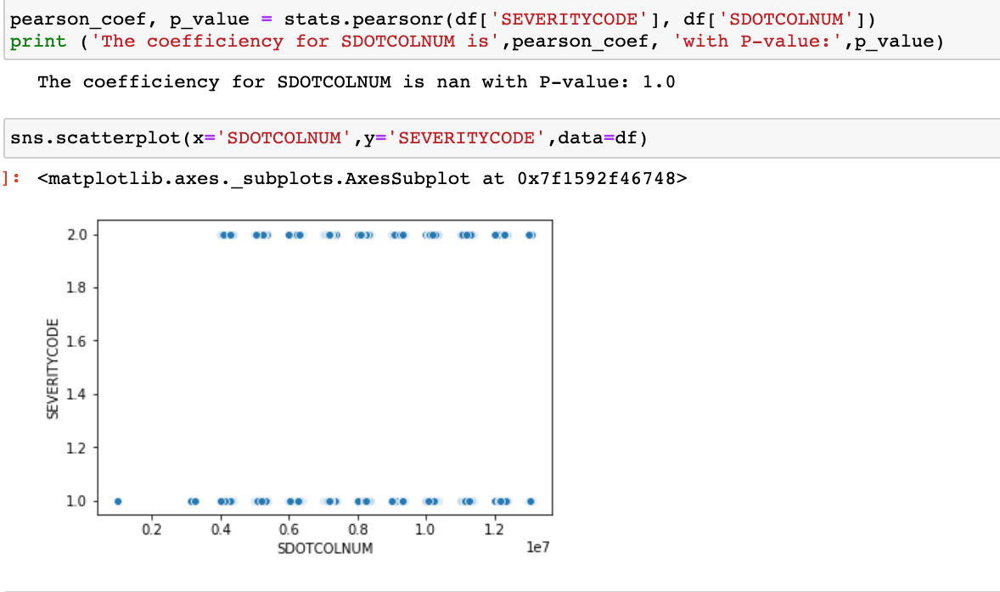 pearson_coef, p_value = stats.pearsonr(df['SEVERITYCODE'], df['SDOTCOLNUM'])
print ('The coefficiency for SDOTCOLNUM is',pearson_coef, 'with P-value:',p_value)
The coefficiency for SDOTCOLNUM is nan with P-value: 1.0
sns.scatterplot(x='SDOTCOLNUM',y='SEVERITYCODE',data=df)
]: <matplotlib.axes._subplots.AxesSubplot at 0x7f1592f46748>
2.0
1.8
1.6
1.4
1.2
1.0
SEVERITYCODE
0.2 0.4 0.6 0.8 1.0 1.2
SDOTCOLNUM
1e7